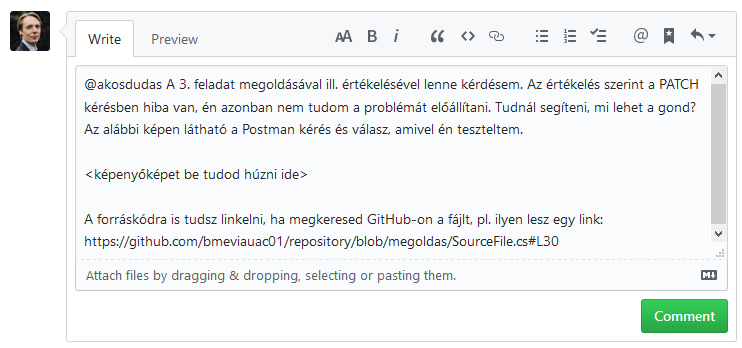 Write Preview AA B i @
@akosdudas A 3. feladat megoldásával ill. értékelésével lenne kérdésem. Az értékelés szerint a PATCH
kérésben hiba van, én azonban nem tudom a problémát előállítani. Tudnál segíteni, mi lehet a gond?
Az alábbi képen látható a Postman kérés és válasz, amivel én teszteltem.
<képenyőképet be tudod húzni ide>
A forráskódra is tudsz linkelni, ha megkeresed GitHub-on a fájlt, pl. ilyen lesz egy link:
https://github.com/bmeviauac01/repository/blob/megoldas/SourceFile.cs#L30
Attach files by dragging & dropping, selecting or pasting them.
Comment